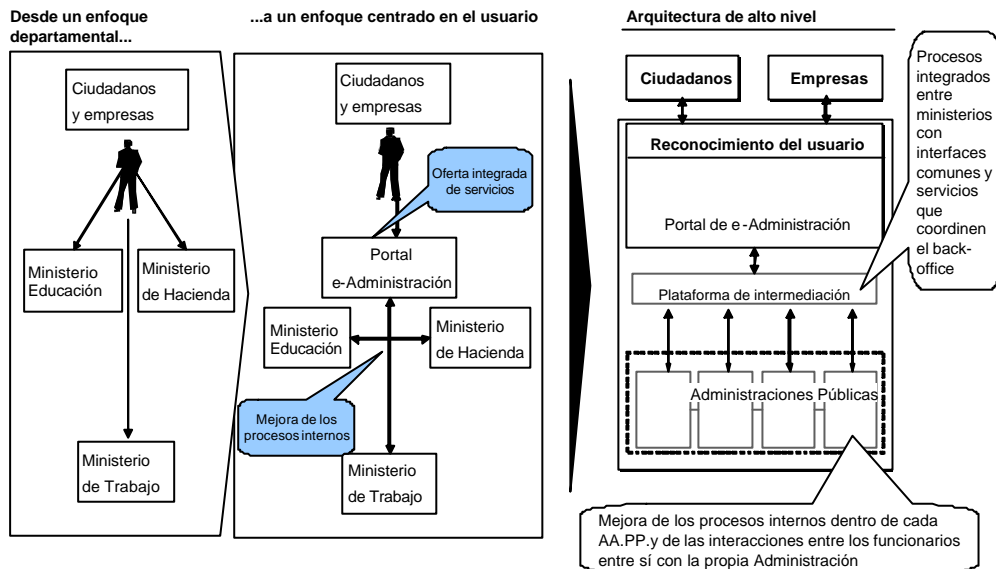 Desde un enfoque
departamental...
Ciudadanos
y empresas
Ministerio
Educación
Ministerio
de Hacienda
Ministerio
de Trabajo
...a un enfoque centrado en el usuario
Ciudadanos
y empresas
Oferta integrada
de servicios
Portal
e-Administración
Ministerio
Educación
Ministerio
de Hacienda
Mejora de los
procesos internos
Ministerio
de Trabajo
Arquitectura de alto nivel
Ciudadanos
Empresas
Reconocimiento del usuario
Portal de e-Administración
Plataforma de intermediación
Administraciones Públicas
Procesos
integrados
entre
ministerios
con
interfaces
comunes y
servicios
que
coordinen
el back-
office
Mejora de los procesos internos dentro de cada
AA.PP.y de las interacciones entre los funcionarios
entre sí con la propia Administración